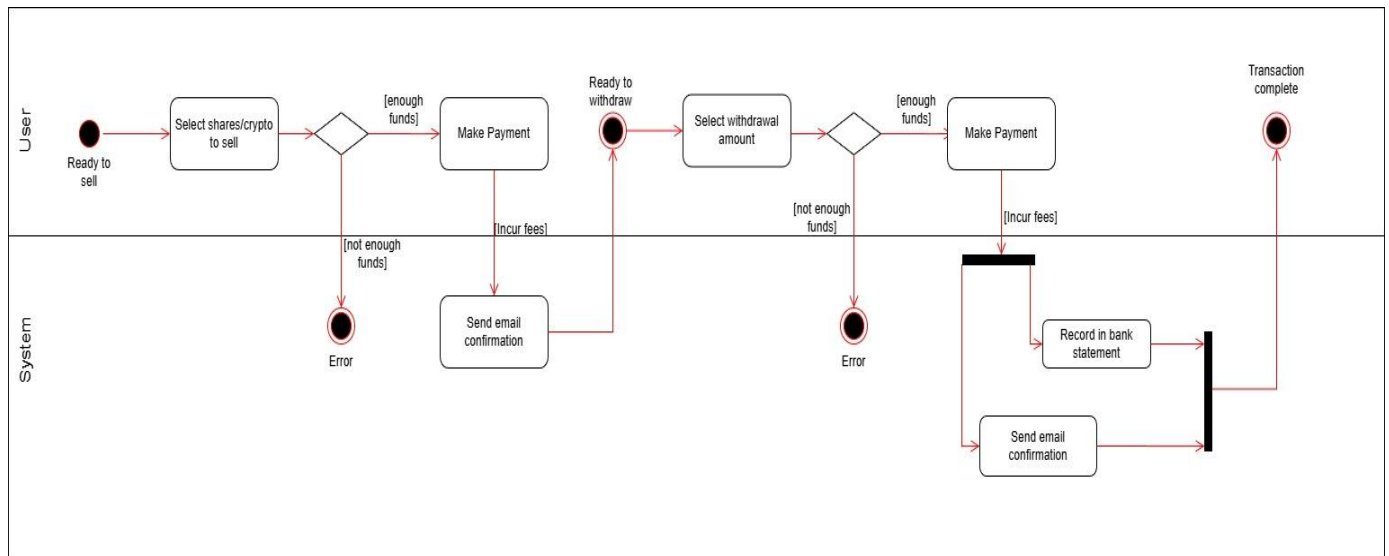 User
Ready to
sell
Select shares/crypto
to sell
[enough
funds]
[not enough
funds]
Error
Make Payment
[Incur fees]
Send email
confirmation
Ready to
withdraw
Select withdrawal
amount
[enough
funds]
[not enough
funds]
Error
Make Payment
[Incur fees]
Record in bank
statement
Send email
confirmation
Transaction
complete
System